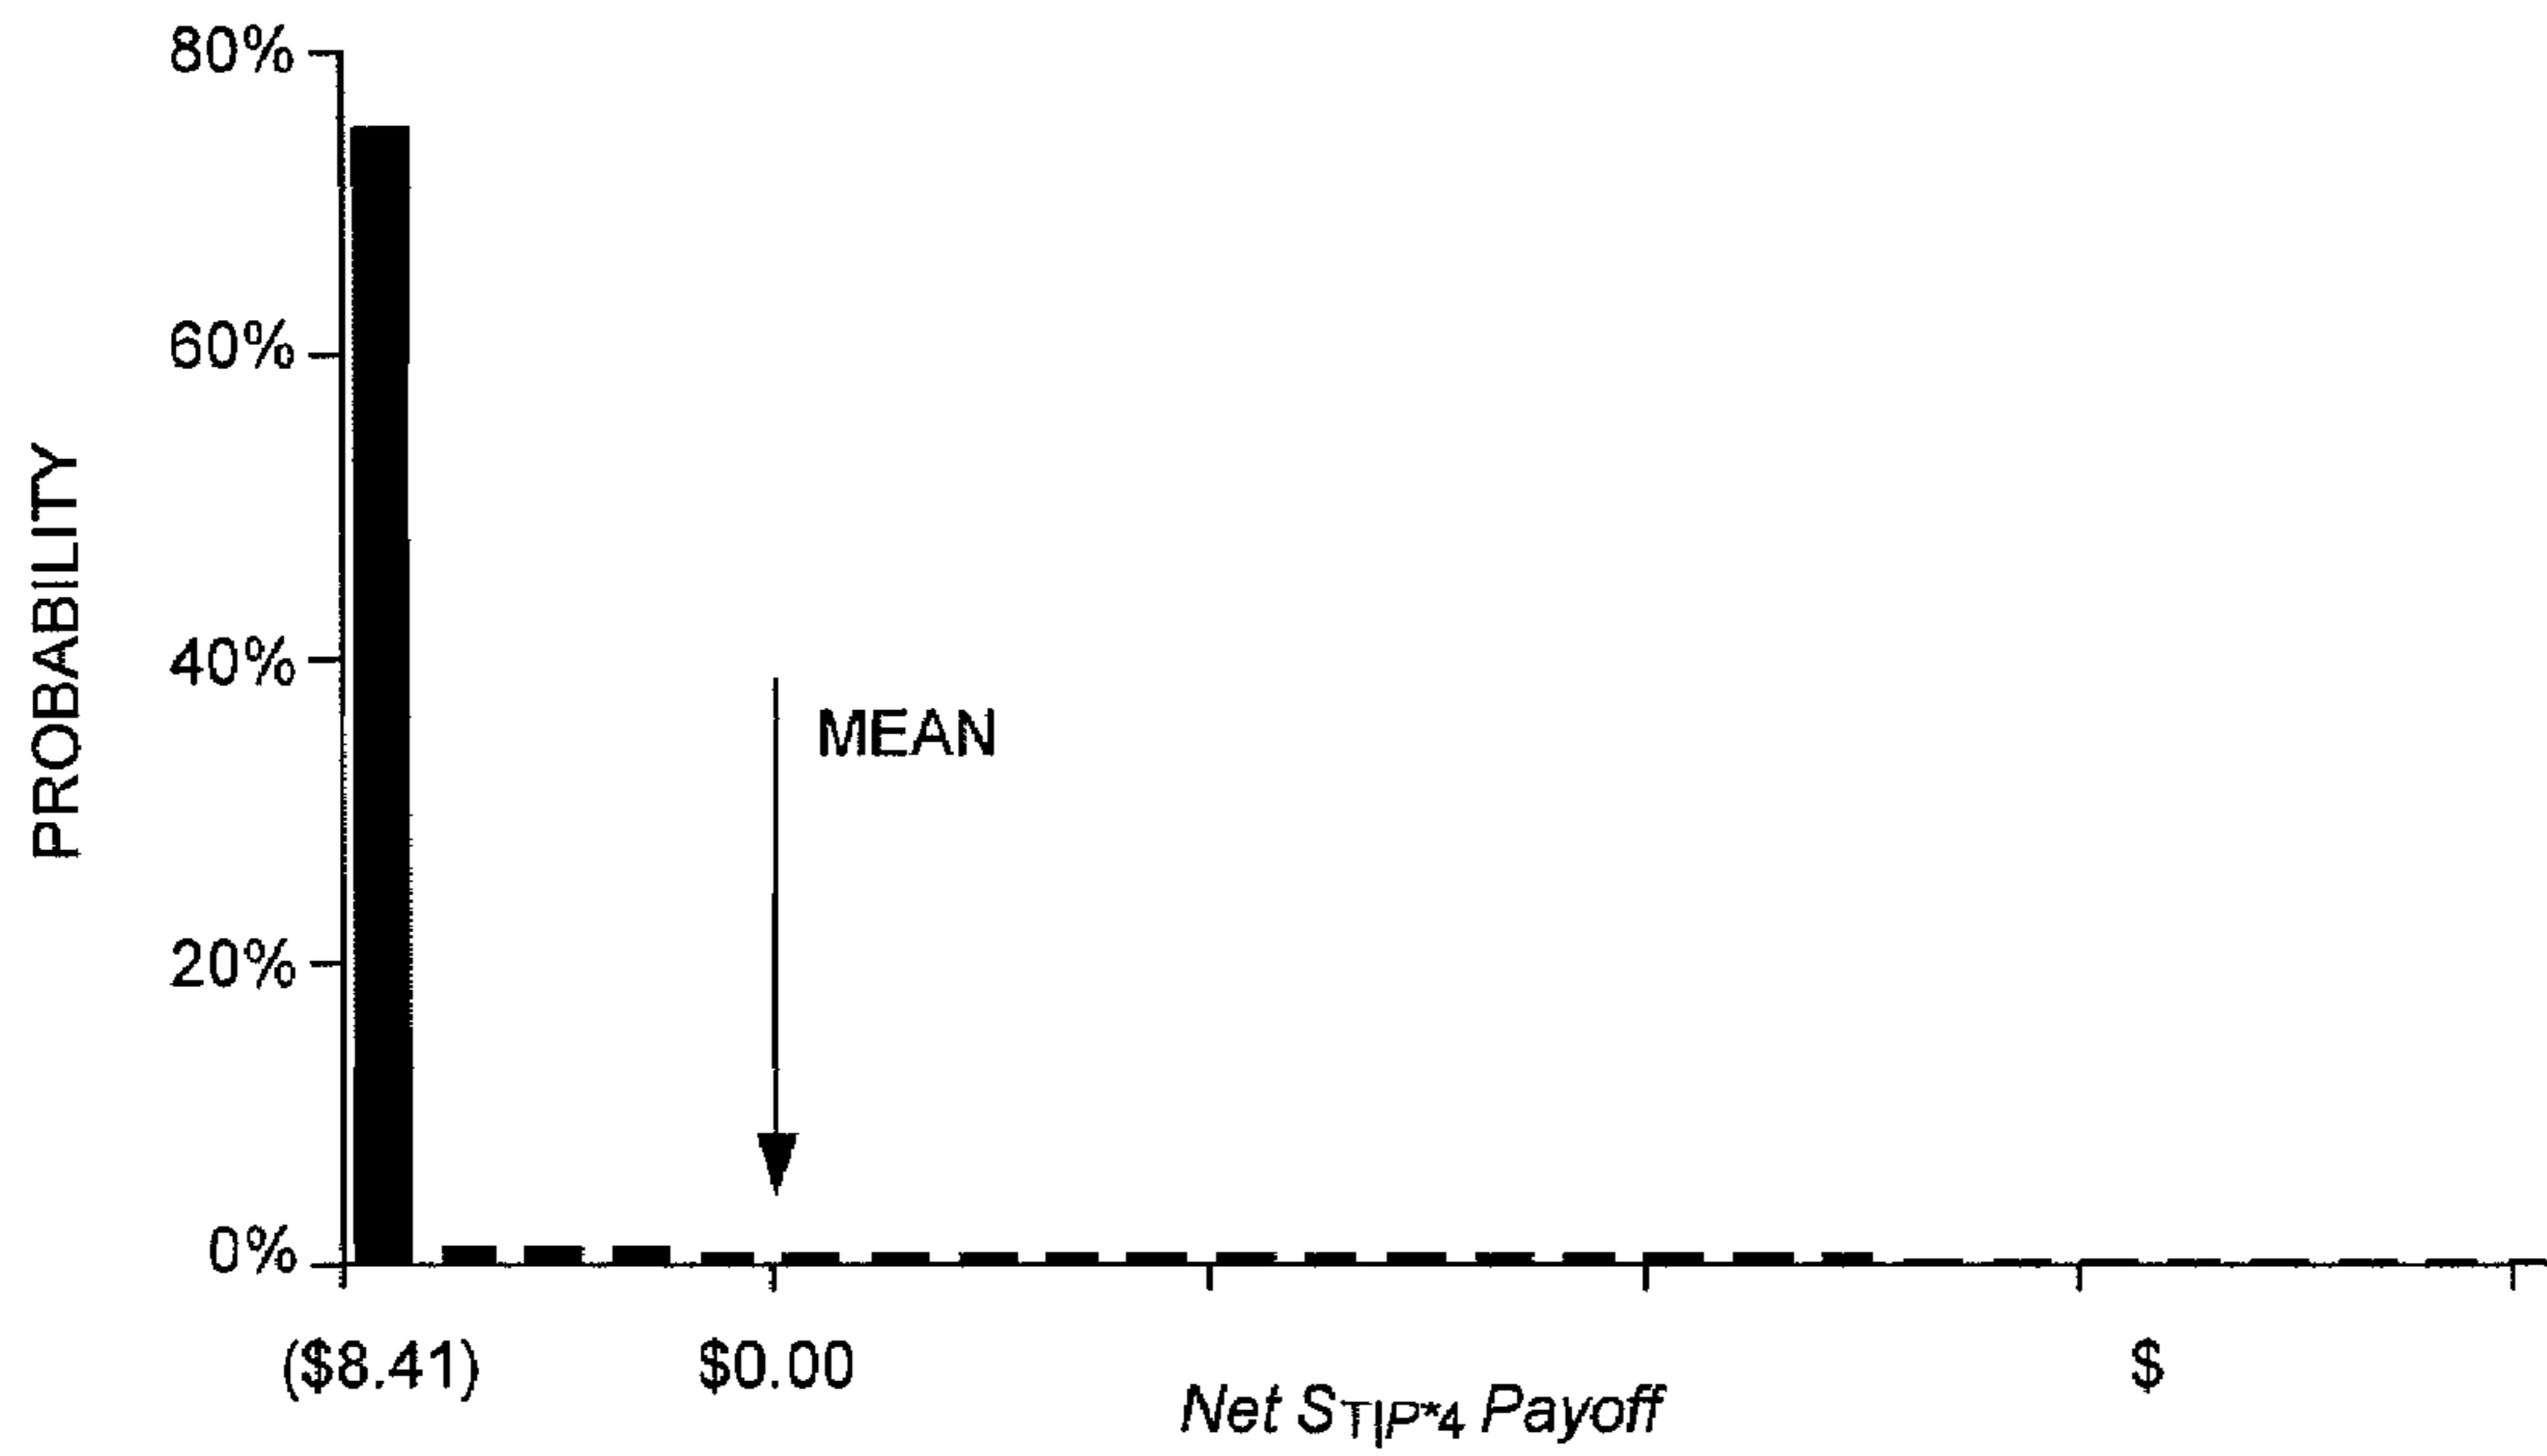 80%
60%
40%
20%
0%
PROBABILITY
MEAN
($8.41)
$0.00
$
Net ST|P*4 Payoff